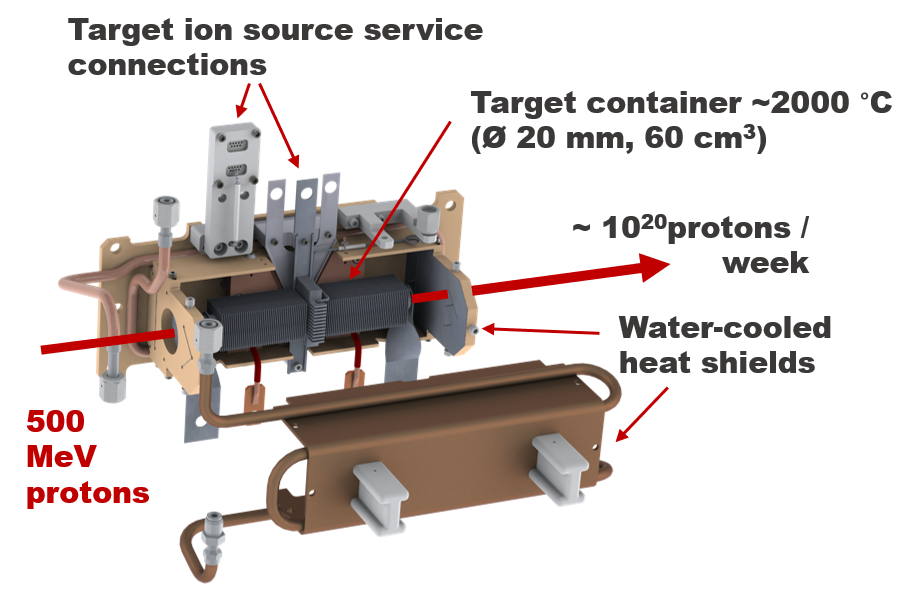 Target ion source service
connections
Target container ~2000 °C
(Ø 20 mm, 60 cm³)
~ 10²⁰protons /
week
Water-cooled
heat shields
500
MeV
protons